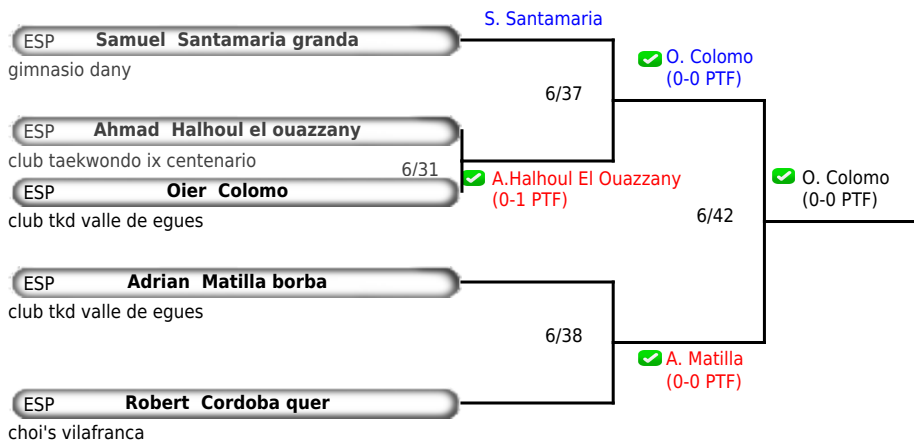 S. Santamaria
ESP Samuel Santamaria granda
gimnasio dany
O. Colomo
(0-0 PTF)
6/37
ESP Ahmad Halhoul el ouazzany
club taekwondo ix centenario
6/31
A.Halhoul El Ouazzany
(0-1 PTF)
O. Colomo
(0-0 PTF)
ESP Oier Colomo
club tkd valle de egues
6/42
ESP Adrian Matilla borba
club tkd valle de egues
6/38
A. Matilla
(0-0 PTF)
ESP Robert Cordoba quer
choi's vilafranca